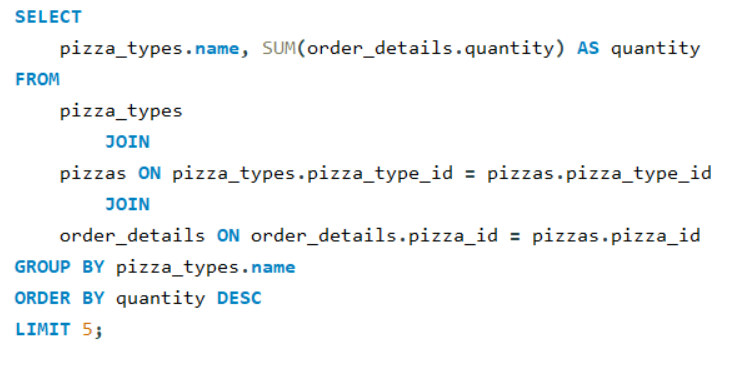 SELECT
pizza_types.name, SUM(order_details.quantity) AS quantity
FROM
pizza_types
JOIN
pizzas ON pizza_types.pizza_type_id = pizzas.pizza_type_id
JOIN
order_details ON order_details.pizza_id = pizzas.pizza_id
GROUP BY pizza_types.name
ORDER BY quantity DESC
LIMIT 5;